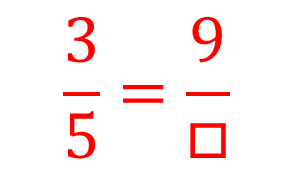 3/5 = 9/□